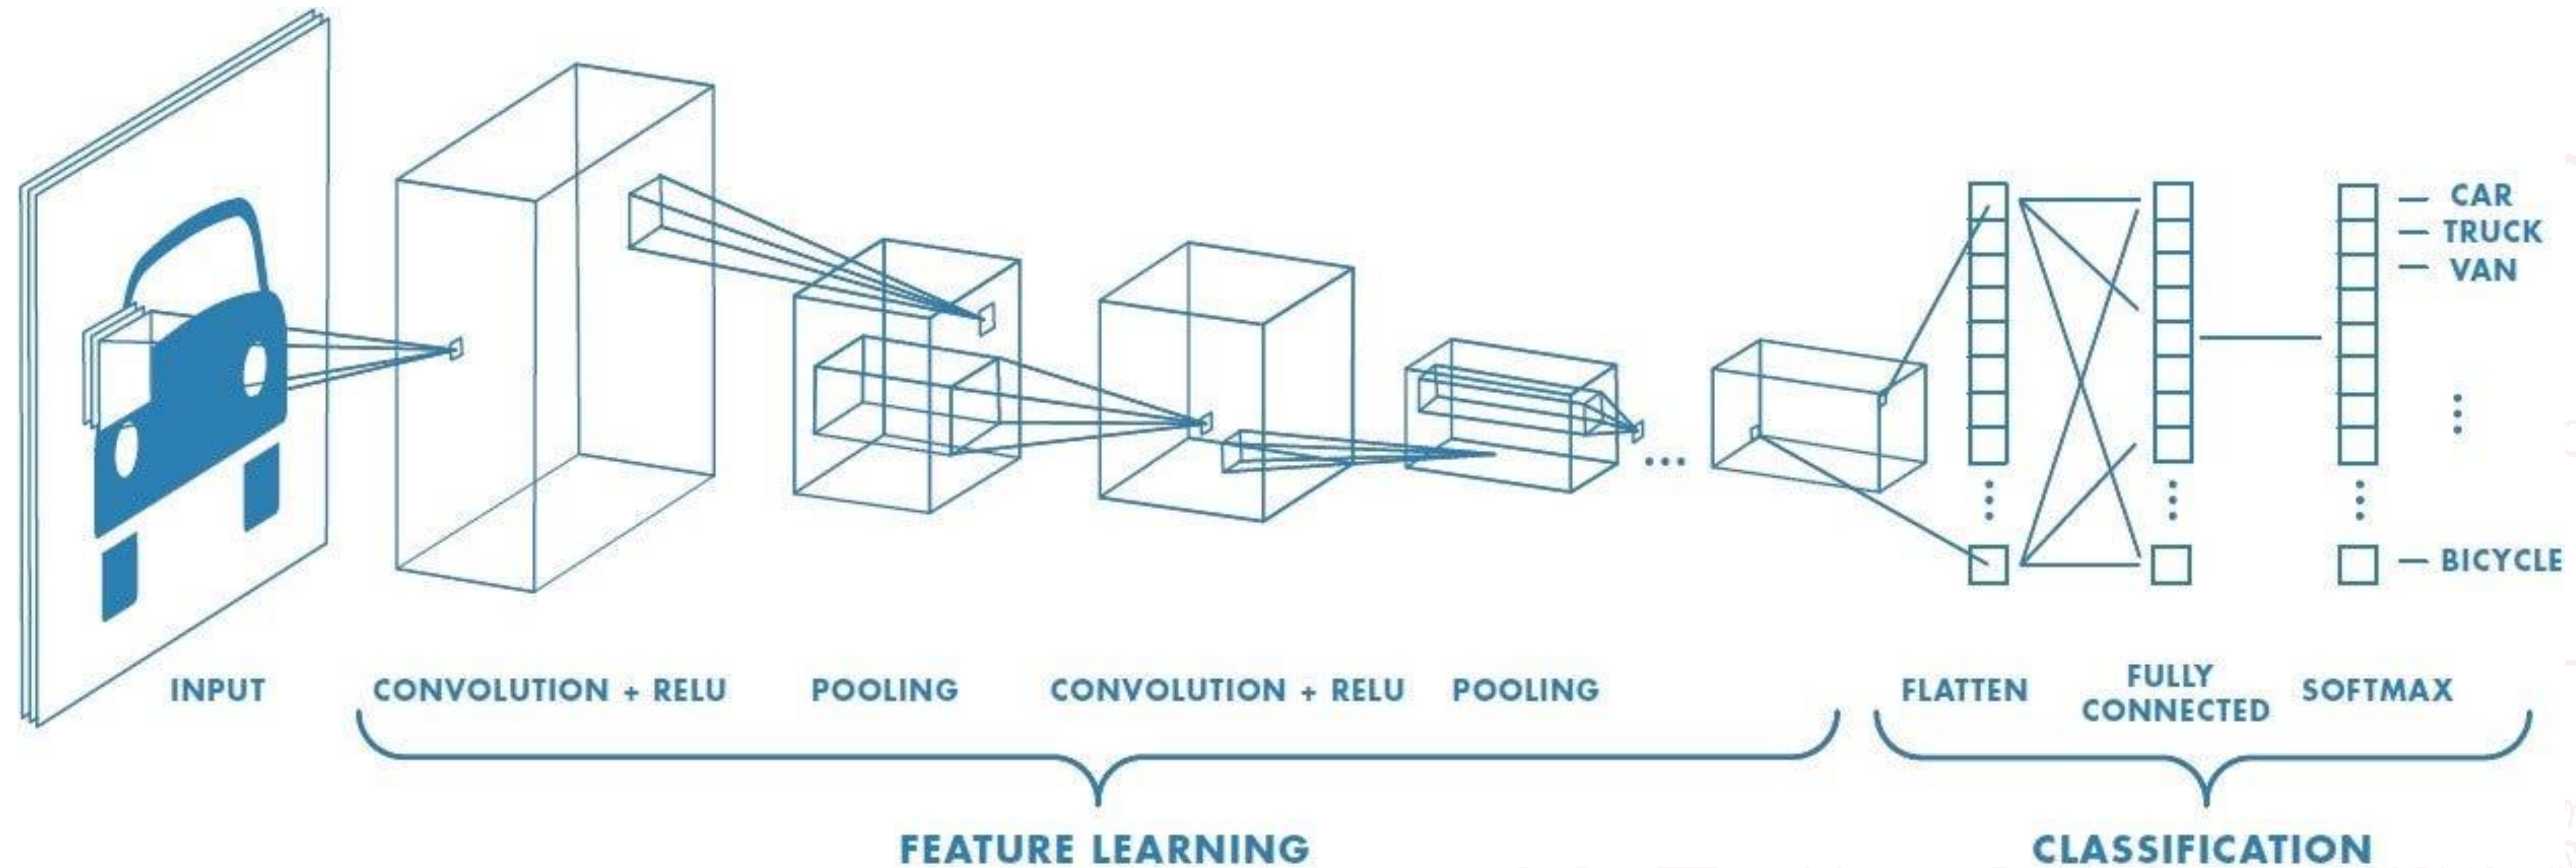 CAR
TRUCK
VAN
BICYCLE
INPUT
CONVOLUTION + RELU
POOLING
CONVOLUTION + RELU
POOLING
FLATTEN
FULLY
CONNECTED
SOFTMAX
FEATURE LEARNING
CLASSIFICATION